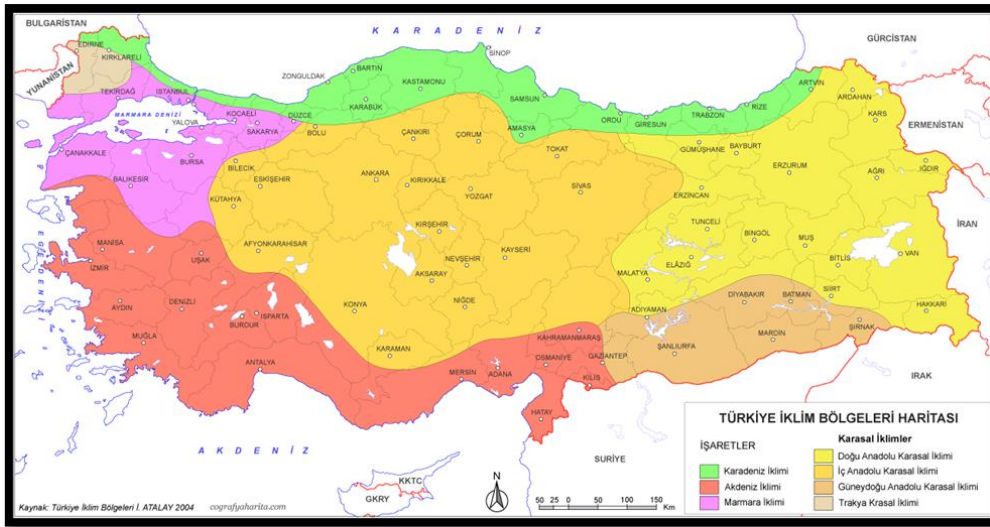 BULGARİSTAN
KARADENİZ
GÜRCİSTAN
EDİRNE
KIRKLARELİ
YUNANİSTAN
SİNOP
ZONGULDAK
BARTIN
KASTAMONU
KARABÜK
SAMSUN
ARTVİN
TEKİRDAĞ
İSTANBUL
ORDU
GİRESUN
TRABZON
RİZE
ARDAHAN
KARS
ERMENİSTAN
MARMARA DENİZİ
YALOVA
KOCAELİ
SAKARYA
DÜZCE
BOLU
ÇANKIRI
ÇORUM
AMASYA
TOKAT
GÜMÜŞHANE
BAYBURT
ÇANAKKALE
BURSA
BİLECİK
BALIKESİR
ESKİŞEHİR
ANKARA
KIRIKKALE
YOZGAT
SİVAS
ERZİNCAN
ERZURUM
AĞRI
IĞDIR
KÜTAHYA
KIRŞEHİR
TUNCELİ
BİNGÖL
MUŞ
İRAN
EGE DENİZİ
MANİSA
İZMİR
UŞAK
AFYONKARAHİSAR
NEVŞEHİR
KAYSERİ
AKSARAY
MALATYA
ELÂZIĞ
BİTLİS
VAN
AYDIN
DENİZLİ
BURDUR
ISPARTA
KONYA
NİĞDE
ADIYAMAN
DİYABAKIR
BATMAN
SİİRT
HAKKARİ
MUĞLA
ANTALYA
KARAMAN
KAHRAMANMARAŞ
OSMANİYE
GAZİANTEP
ŞANLIURFA
MARDİN
ŞIRNAK
MERSİN
ADANA
KİLİS
HATAY
IRAK
SURİYE
AKDENİZ
KKTC
GKRY
N
50 25 0 50 100 150
Km
TÜRKİYE İKLİM BÖLGELERİ HARİTASI
İŞARETLER
Karadeniz İklimi
Akdeniz İklimi
Marmara İklimi
Karasal İklimler
Doğu Anadolu Karasal İklimi
İç Anadolu Karasal İklimi
Güneydoğu Anadolu Karasal İklimi
Trakya Krasal İklimi
Kaynak: Türkiye İklim Bölgeleri İ. ATALAY 2004
cografyaharita.com